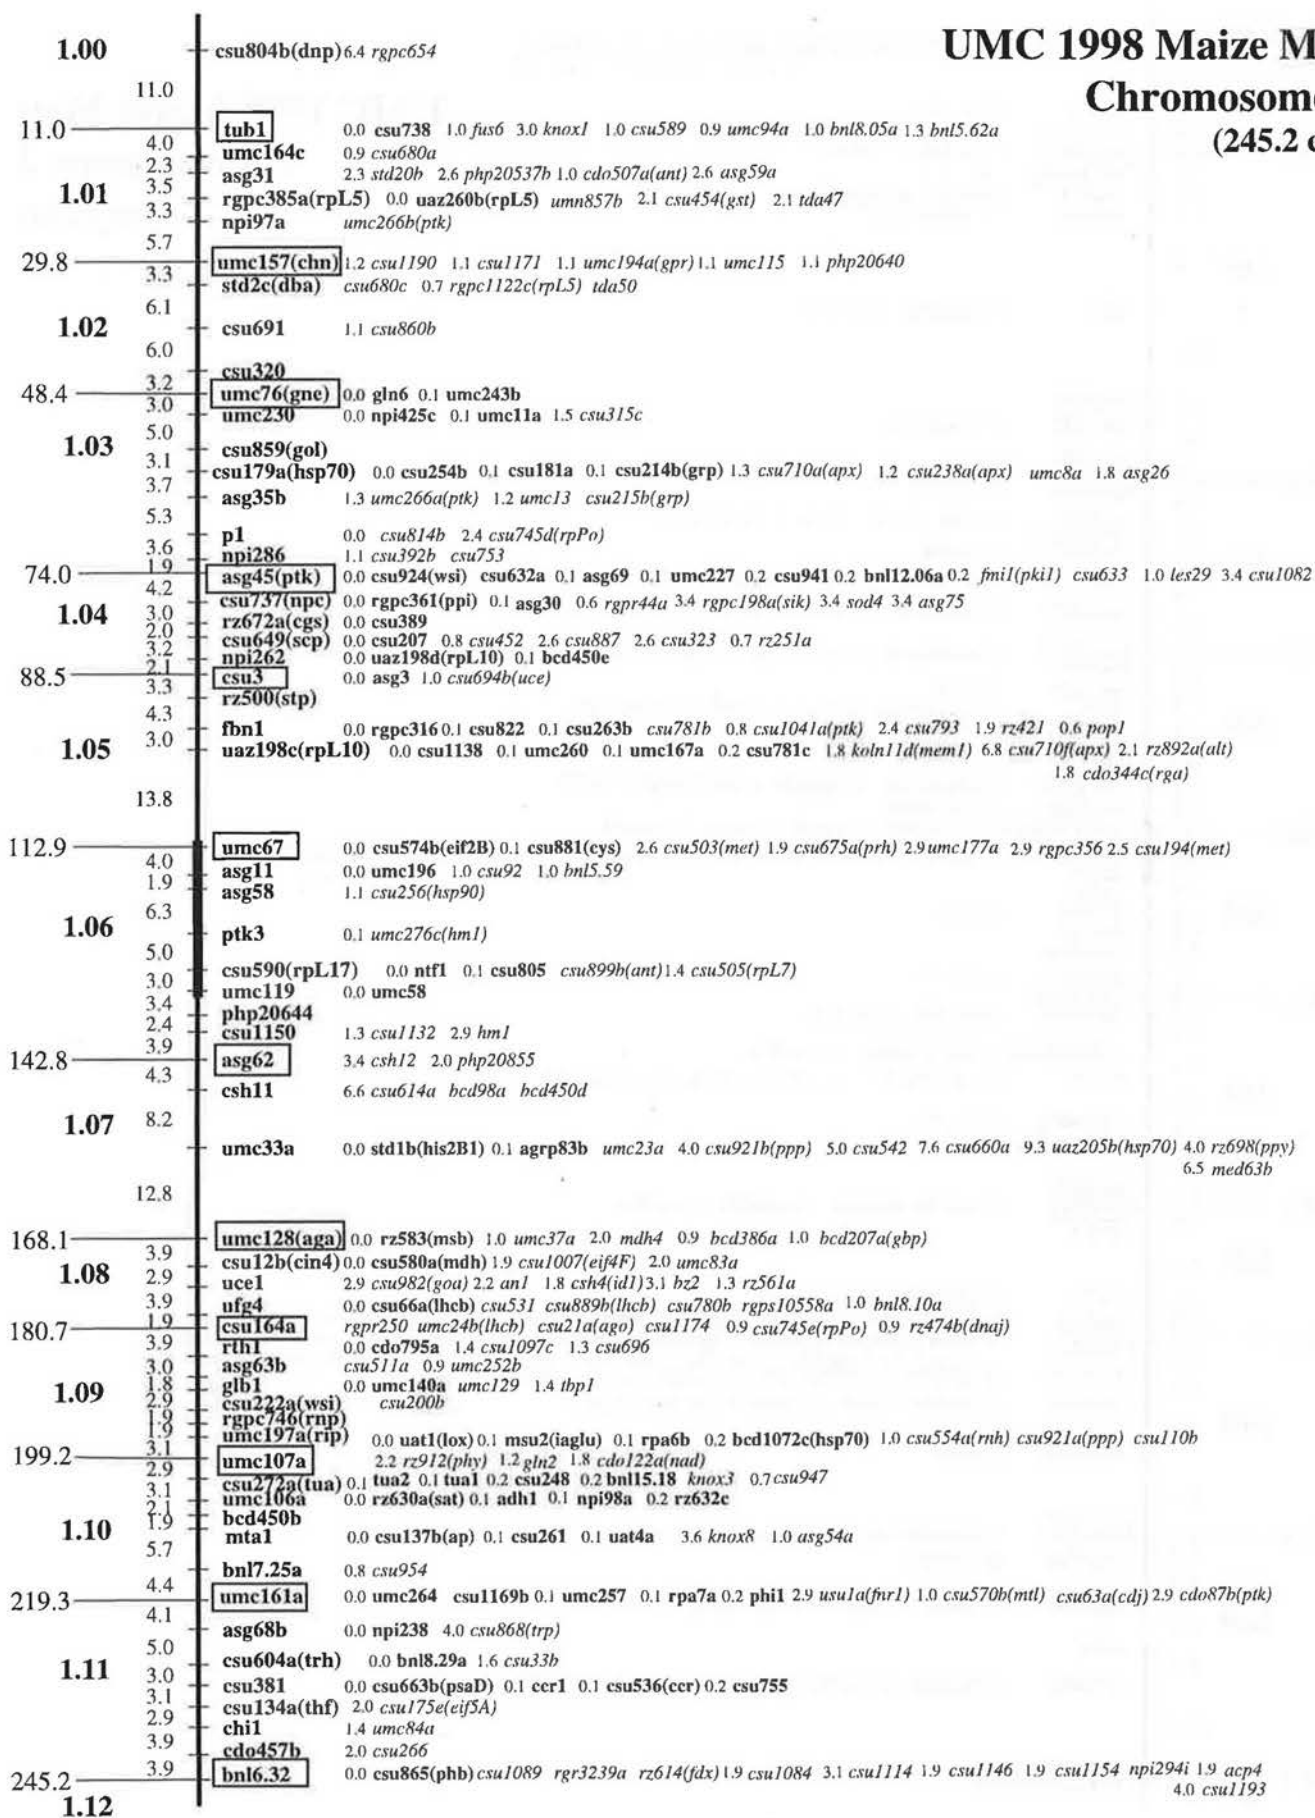 UMC 1998 Maize M
Chromosom
(245.2 c
1.00 csu804b(dnp) 6.4 rgpc654
11.0
11.0 tub1 0.0 csu738 1.0 fus6 3.0 knox1 1.0 csu589 0.9 umc94a 1.0 bnl8.05a 1.3 bnl5.62a
4.0
umc164c 0.9 csu680a
2.3
asg31 2.3 std20b 2.6 php20537b 1.0 cdo507a(ant) 2.6 asg59a
1.01 3.5
rgpc385a(rpL5) 0.0 uaz260b(rpL5) umn857b 2.1 csu454(gst) 2.1 tda47
3.3
npi97a umc266b(ptk)
5.7
29.8 umc157(chn) 1.2 csu1190 1.1 csu1171 1.1 umc194a(gpr) 1.1 umc115 1.1 php20640
3.3
std2c(dba) csu680c 0.7 rgpc1122c(rpL5) tda50
6.1
1.02 csu691 1.1 csu860b
6.0
csu320
3.2
48.4 umc76(gne) 0.0 gln6 0.1 umc243b
3.0
umc230 0.0 npi425c 0.1 umc11a 1.5 csu315c
5.0
1.03 csu859(gol)
3.1
csu179a(hsp70) 0.0 csu254b 0.1 csu181a 0.1 csu214b(grp) 1.3 csu710a(apx) 1.2 csu238a(apx) umc8a 1.8 asg26
3.7
asg35b 1.3 umc266a(ptk) 1.2 umc13 csu215b(grp)
5.3
p1 0.0 csu814b 2.4 csu745d(rpPo)
3.6
npi286 1.1 csu392b csu753
1.9
74.0 asg45(ptk) 0.0 csu924(wsi) csu632a 0.1 asg69 0.1 umc227 0.2 csu941 0.2 bnl12.06a 0.2 fmi1(pki1) csu633 1.0 les29 3.4 csu1082
4.2
csu737(npc) 0.0 rgpc361(ppi) 0.1 asg30 0.6 rgpr44a 3.4 rgpc198a(sik) 3.4 sod4 3.4 asg75
1.04 3.0
rz672a(cgs) 0.0 csu389
2.0
csu649(scp) 0.0 csu207 0.8 csu452 2.6 csu887 2.6 csu323 0.7 rz251a
3.2
npi262 0.0 uaz198d(rpL10) 0.1 bcd450e
2.1
88.5 csu3 0.0 asg3 1.0 csu694b(uce)
3.3
rz500(stp)
4.3
fbn1 0.0 rgpc316 0.1 csu822 0.1 csu263b csu781b 0.8 csu1041a(ptk) 2.4 csu793 1.9 rz421 0.6 pop1
3.0
1.05 uaz198c(rpL10) 0.0 csu1138 0.1 umc260 0.1 umc167a 0.2 csu781c 1.8 koln11d(mem1) 6.8 csu710f(apx) 2.1 rz892a(alt)
1.8 cdo344c(rga)
13.8
112.9 umc67 0.0 csu574b(eif2B) 0.1 csu881(cys) 2.6 csu503(met) 1.9 csu675a(prh) 2.9 umc177a 2.9 rgpc356 2.5 csu194(met)
4.0
asg11 0.0 umc196 1.0 csu92 1.0 bnl5.59
1.9
asg58 1.1 csu256(hsp90)
6.3
1.06 ptk3 0.1 umc276c(hm1)
5.0
csu590(rpL17) 0.0 ntf1 0.1 csu805 csu899b(ant) 1.4 csu505(rpL7)
3.0
umc119 0.0 umc58
3.4
php20644
2.4
csu1150 1.3 csu1132 2.9 hm1
3.9
142.8 asg62 3.4 csh12 2.0 php20855
4.3
csh11 6.6 csu614a bcd98a bcd450d
1.07 8.2
umc33a 0.0 std1b(his2B1) 0.1 agrp83b umc23a 4.0 csu921b(ppp) 5.0 csu542 7.6 csu660a 9.3 uaz205b(hsp70) 4.0 rz698(ppy)
6.5 med63b
12.8
168.1 umc128(aga) 0.0 rz583(msb) 1.0 umc37a 2.0 mdh4 0.9 bcd386a 1.0 bcd207a(gbp)
3.9
csu12b(cin4) 0.0 csu580a(mdh) 1.9 csu1007(eif4F) 2.0 umc83a
1.08 2.9
uce1 2.9 csu982(goa) 2.2 an1 1.8 csh4(id1) 3.1 bz2 1.3 rz561a
3.9
ufg4 0.0 csu66a(lhcb) csu531 csu889b(lhcb) csu780b rgps10558a 1.0 bnl8.10a
1.9
180.7 csu164a rgpr250 umc24b(lhcb) csu21a(ago) csu1174 0.9 csu745e(rpPo) 0.9 rz474b(dnaj)
3.9
rth1 0.0 cdo795a 1.4 csu1097c 1.3 csu696
3.0
asg63b csu511a 0.9 umc252b
1.8
1.09 glb1 0.0 umc140a umc129 1.4 tbp1
2.9
csu222a(wsi) csu200b
1.9
rgpc746(rnp)
1.9
umc197a(rip) 0.0 uat1(lox) 0.1 msu2(iaglu) 0.1 rpa6b 0.2 bcd1072c(hsp70) 1.0 csu554a(rnh) csu921a(ppp) csu110b
3.1
199.2 umc107a 2.2 rz912(phy) 1.2 gln2 1.8 cdo122a(nad)
2.9
csu272a(tua) 0.1 tua2 0.1 tua1 0.2 csu248 0.2 bnl15.18 knox3 0.7 csu947
3.1
umc106a 0.0 rz630a(sat) 0.1 adh1 0.1 npi98a 0.2 rz632c
2.1
bcd450b
1.9
1.10 mta1 0.0 csu137b(ap) 0.1 csu261 0.1 uat4a 3.6 knox8 1.0 asg54a
5.7
bnl7.25a 0.8 csu954
4.4
219.3 umc161a 0.0 umc264 csu1169b 0.1 umc257 0.1 rpa7a 0.2 phi1 2.9 usu1a(fnr1) 1.0 csu570b(mtl) csu63a(cdj) 2.9 cdo87b(ptk)
4.1
asg68b 0.0 npi238 4.0 csu868(trp)
5.0
1.11 csu604a(trh) 0.0 bnl8.29a 1.6 csu33b
3.0
csu381 0.0 csu663b(psaD) 0.1 ccr1 0.1 csu536(ccr) 0.2 csu755
3.1
csu134a(thf) 2.0 csu175e(eif5A)
2.9
chi1 1.4 umc84a
3.9
cdo457b 2.0 csu266
3.9
245.2 bnl6.32 0.0 csu865(phb) csu1089 rgr3239a rz614(fdx) 1.9 csu1084 3.1 csu1114 1.9 csu1146 1.9 csu1154 npi294i 1.9 acp4
4.0 csu1193
1.12